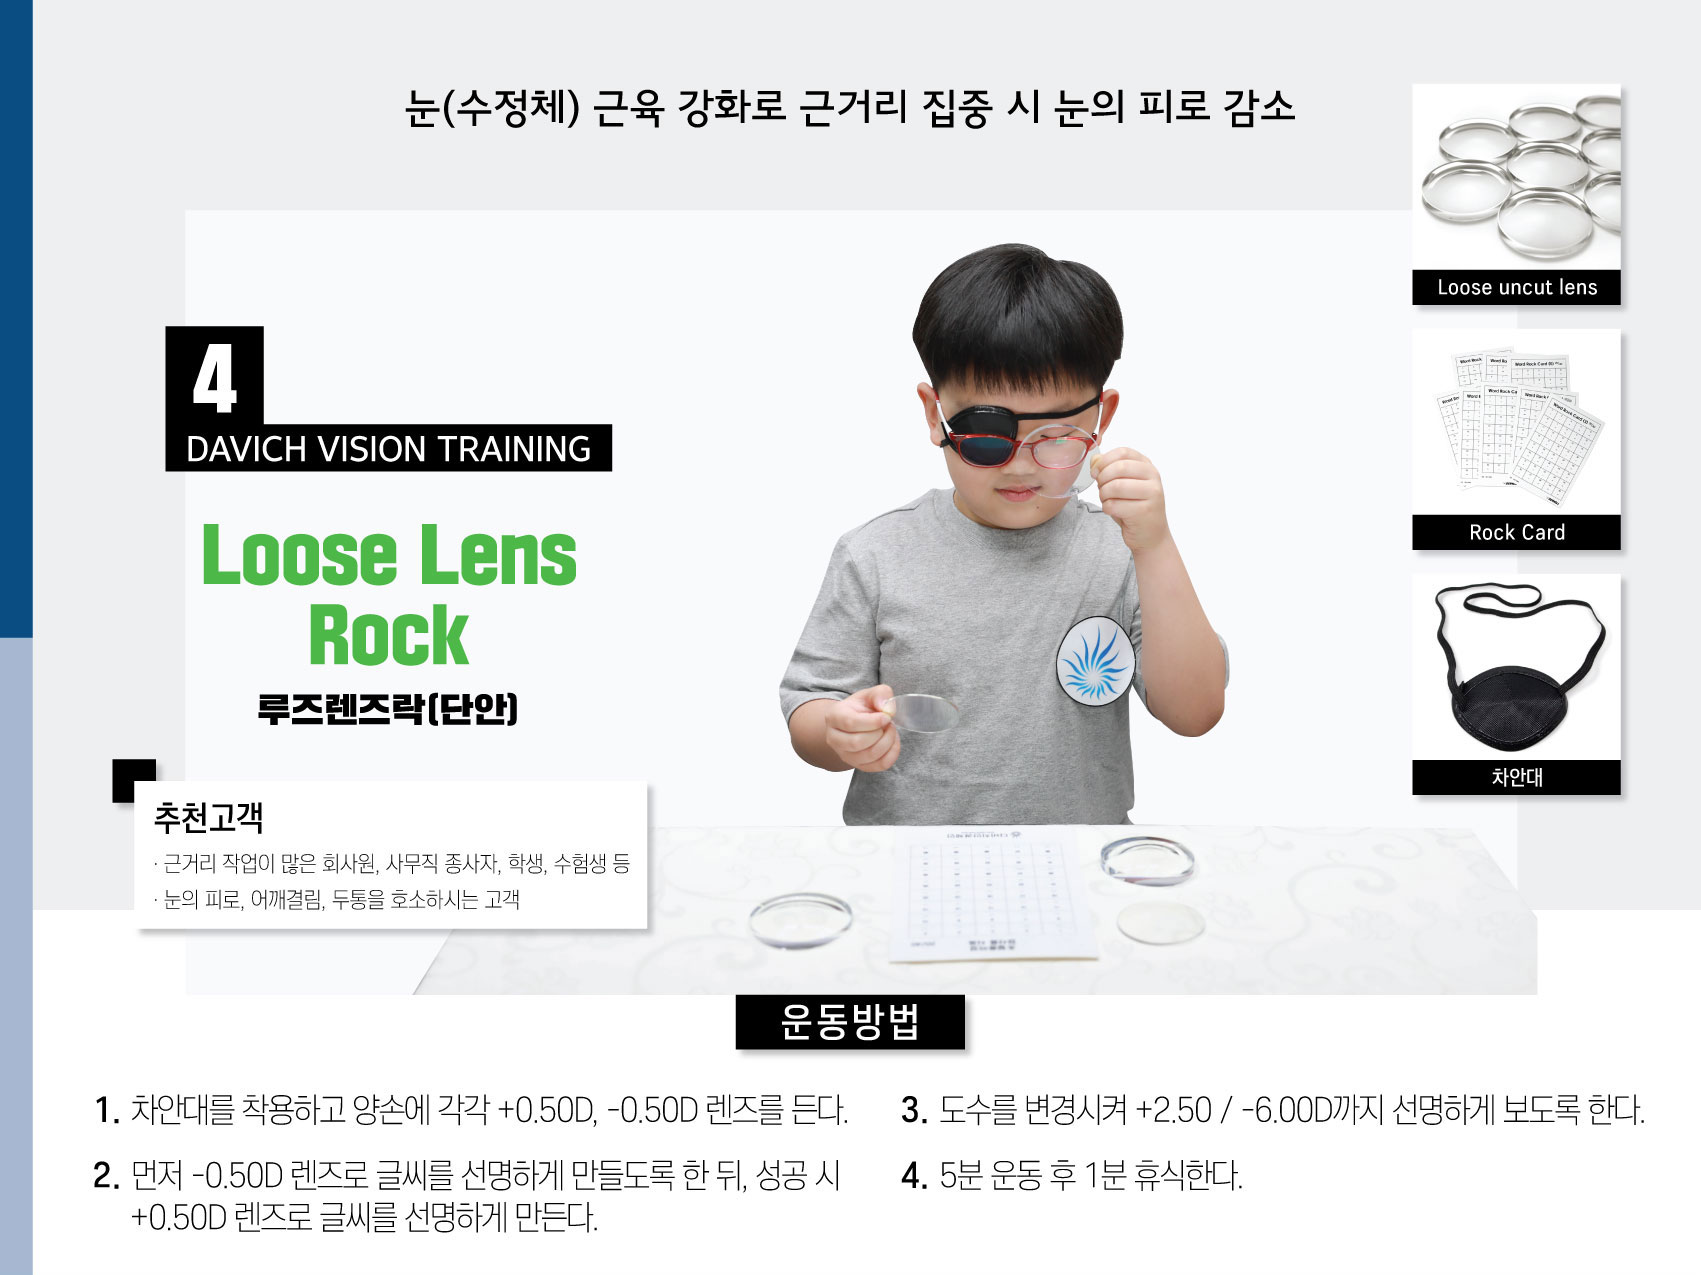 눈(수정체) 근육 강화로 근거리 집중 시 눈의 피로 감소
4
DAVICH VISION TRAINING
Loose Lens
Rock
루즈렌즈락(단안)
추천고객
· 근거리 작업이 많은 회사원, 사무직 종사자, 학생, 수험생 등
· 눈의 피로, 어깨결림, 두통을 호소하시는 고객
Loose uncut lens
Word Rock Card
Rock Card
차안대
운동방법
1. 차안대를 착용하고 양손에 각각 +0.50D, -0.50D 렌즈를 든다.
2. 먼저 -0.50D 렌즈로 글씨를 선명하게 만들도록 한 뒤, 성공 시
+0.50D 렌즈로 글씨를 선명하게 만든다.
3. 도수를 변경시켜 +2.50 / -6.00D까지 선명하게 보도록 한다.
4. 5분 운동 후 1분 휴식한다.